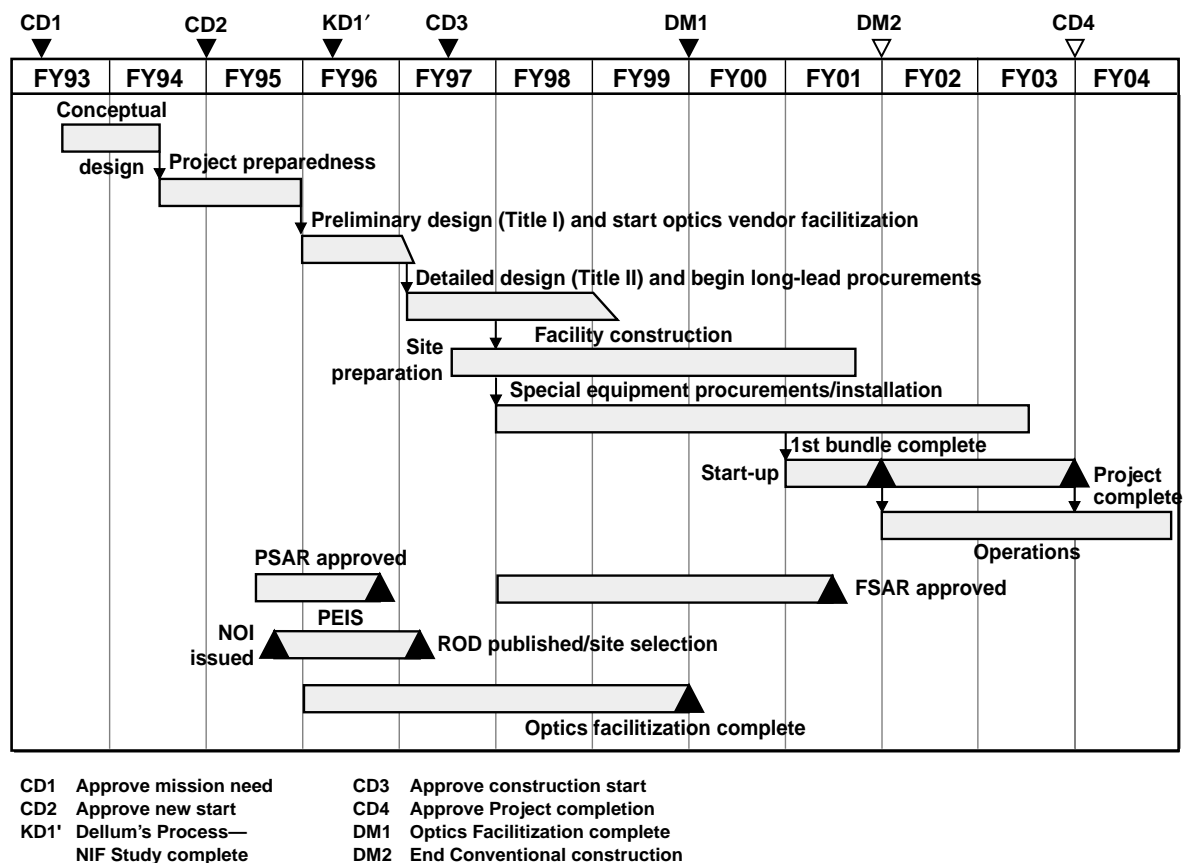 CD1 CD2 KD1′ CD3 DM1 DM2 CD4
FY93 FY94 FY95 FY96 FY97 FY98 FY99 FY00 FY01 FY02 FY03 FY04
Conceptual
design
Project preparedness
Preliminary design (Title I) and start optics vendor facilitization
Detailed design (Title II) and begin long-lead procurements
Facility construction
Site
preparation
Special equipment procurements/installation
1st bundle complete
Start-up
Project
complete
Operations
PSAR approved
FSAR approved
PEIS
NOI
issued
ROD published/site selection
Optics facilitization complete
CD1 Approve mission need
CD2 Approve new start
KD1' Dellum's Process—
NIF Study complete
CD3 Approve construction start
CD4 Approve Project completion
DM1 Optics Facilitization complete
DM2 End Conventional construction